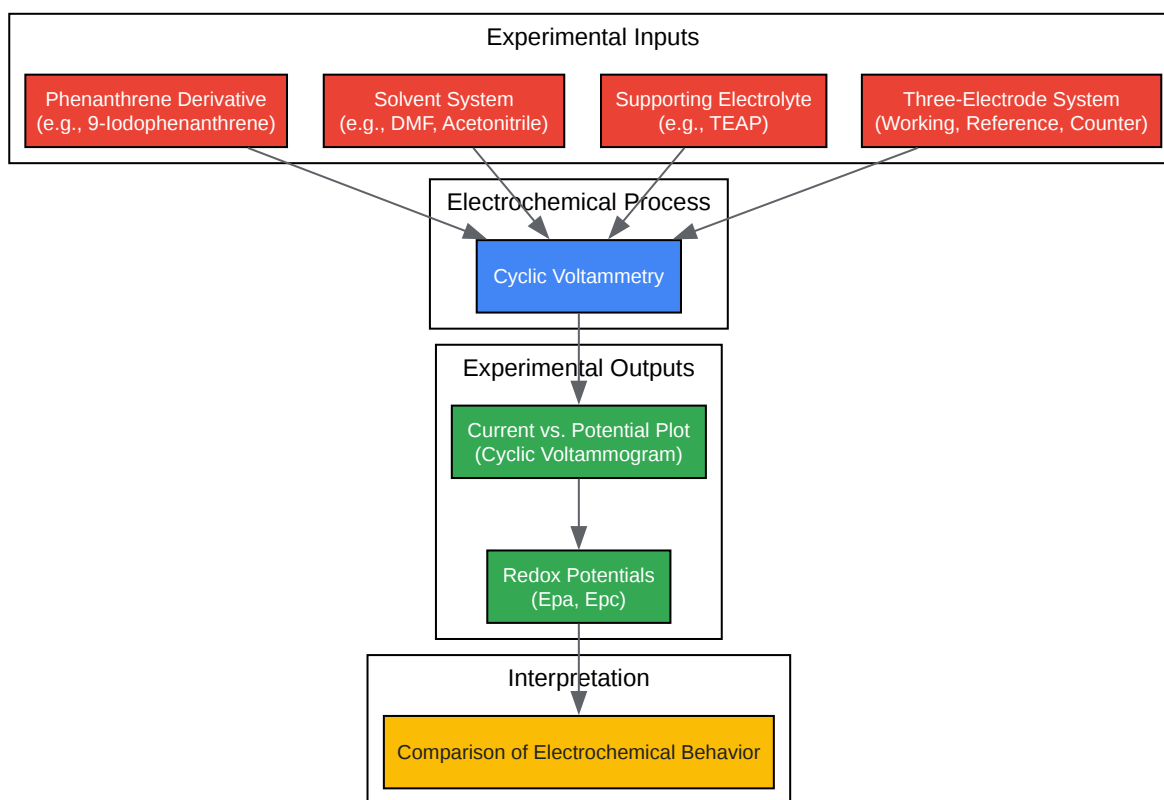 Experimental Inputs
Phenanthrene Derivative
(e.g., 9-Iodophenanthrene)
Solvent System
(e.g., DMF, Acetonitrile)
Supporting Electrolyte
(e.g., TEAP)
Three-Electrode System
(Working, Reference, Counter)
Electrochemical Process
Cyclic Voltammetry
Experimental Outputs
Current vs. Potential Plot
(Cyclic Voltammogram)
Redox Potentials
(Epa, Epc)
Interpretation
Comparison of Electrochemical Behavior